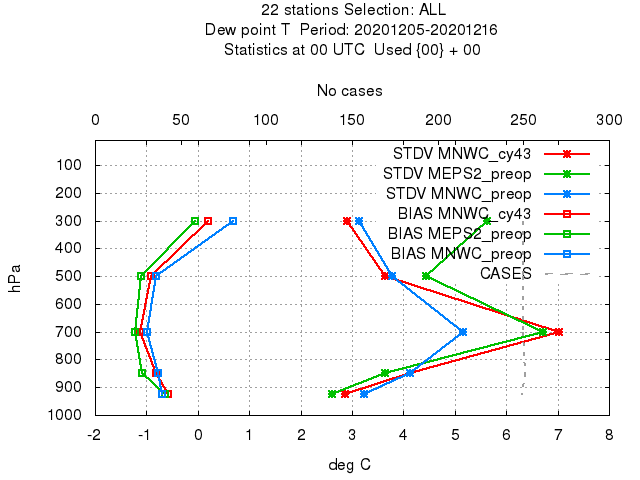 22 stations Selection: ALL
Dew point T  Period: 20201205-20201216
Statistics at 00 UTC  Used {00} + 00
No cases
0 50 100 150 200 250 300
STDV MNWC_cy43
STDV MEPS2_preop
STDV MNWC_preop
BIAS MNWC_cy43
BIAS MEPS2_preop
BIAS MNWC_preop
CASES
100
200
300
400
500
600
700
800
900
1000
hPa
-2 -1 0 1 2 3 4 5 6 7 8
deg C